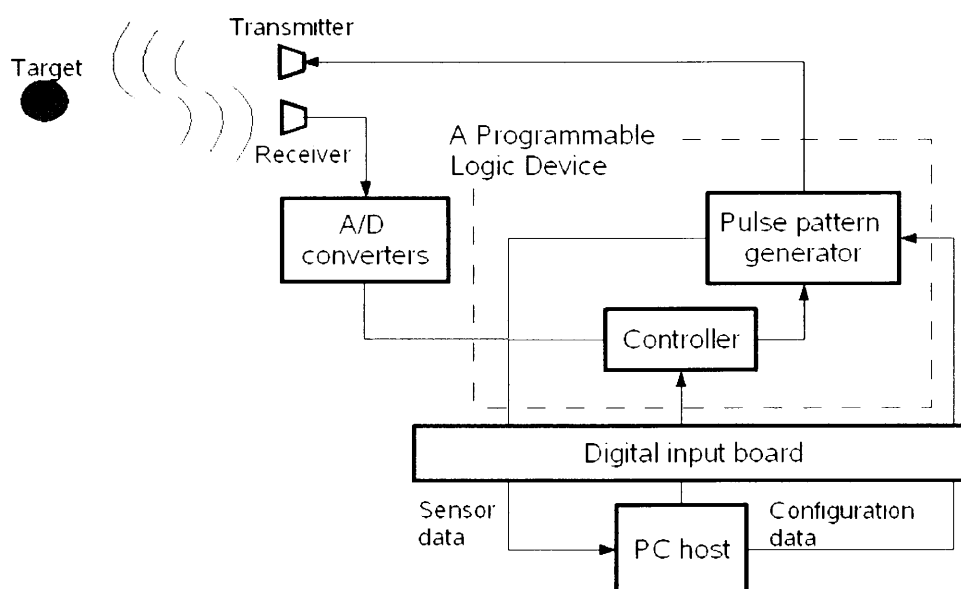 Transmitter
Target
Receiver
A Programmable
Logic Device
A/D
converters
Pulse pattern
generator
Controller
Digital input board
Sensor
data
PC host
Configuration
data